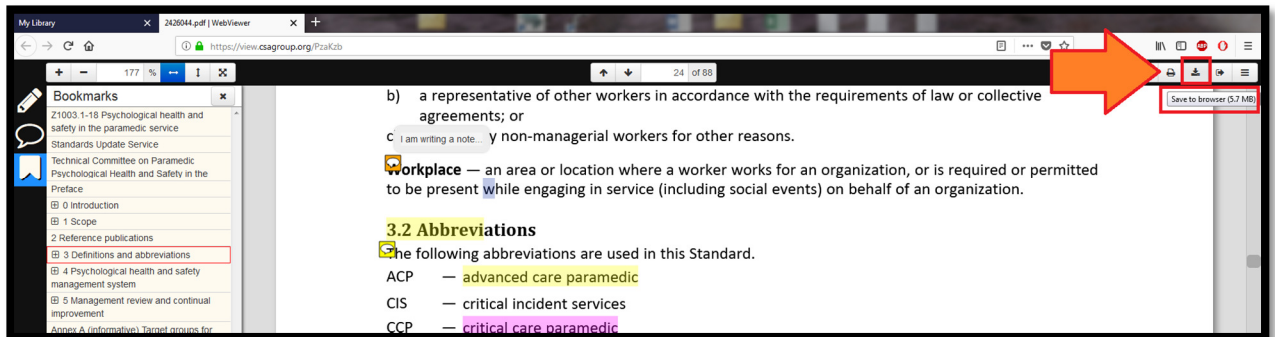 My Library
2426044.pdf | WebViewer
https://view.csagroup.org/PzaKzb
177 %
24 of 88
Save to browser (5.7 MB)
Bookmarks
Z1003.1-18 Psychological health and
safety in the paramedic service
Standards Update Service
Technical Committee on Paramedic
Psychological Health and Safety in the
Preface
0 Introduction
1 Scope
2 Reference publications
3 Definitions and abbreviations
4 Psychological health and safety
management system
5 Management review and continual
improvement
Annex A (informative) Target groups for
b) a representative of other workers in accordance with the requirements of law or collective
agreements; or
c y non-managerial workers for other reasons.
I am writing a note...
Workplace — an area or location where a worker works for an organization, or is required or permitted
to be present while engaging in service (including social events) on behalf of an organization.
3.2 Abbreviations
The following abbreviations are used in this Standard.
ACP — advanced care paramedic
CIS — critical incident services
CCP — critical care paramedic